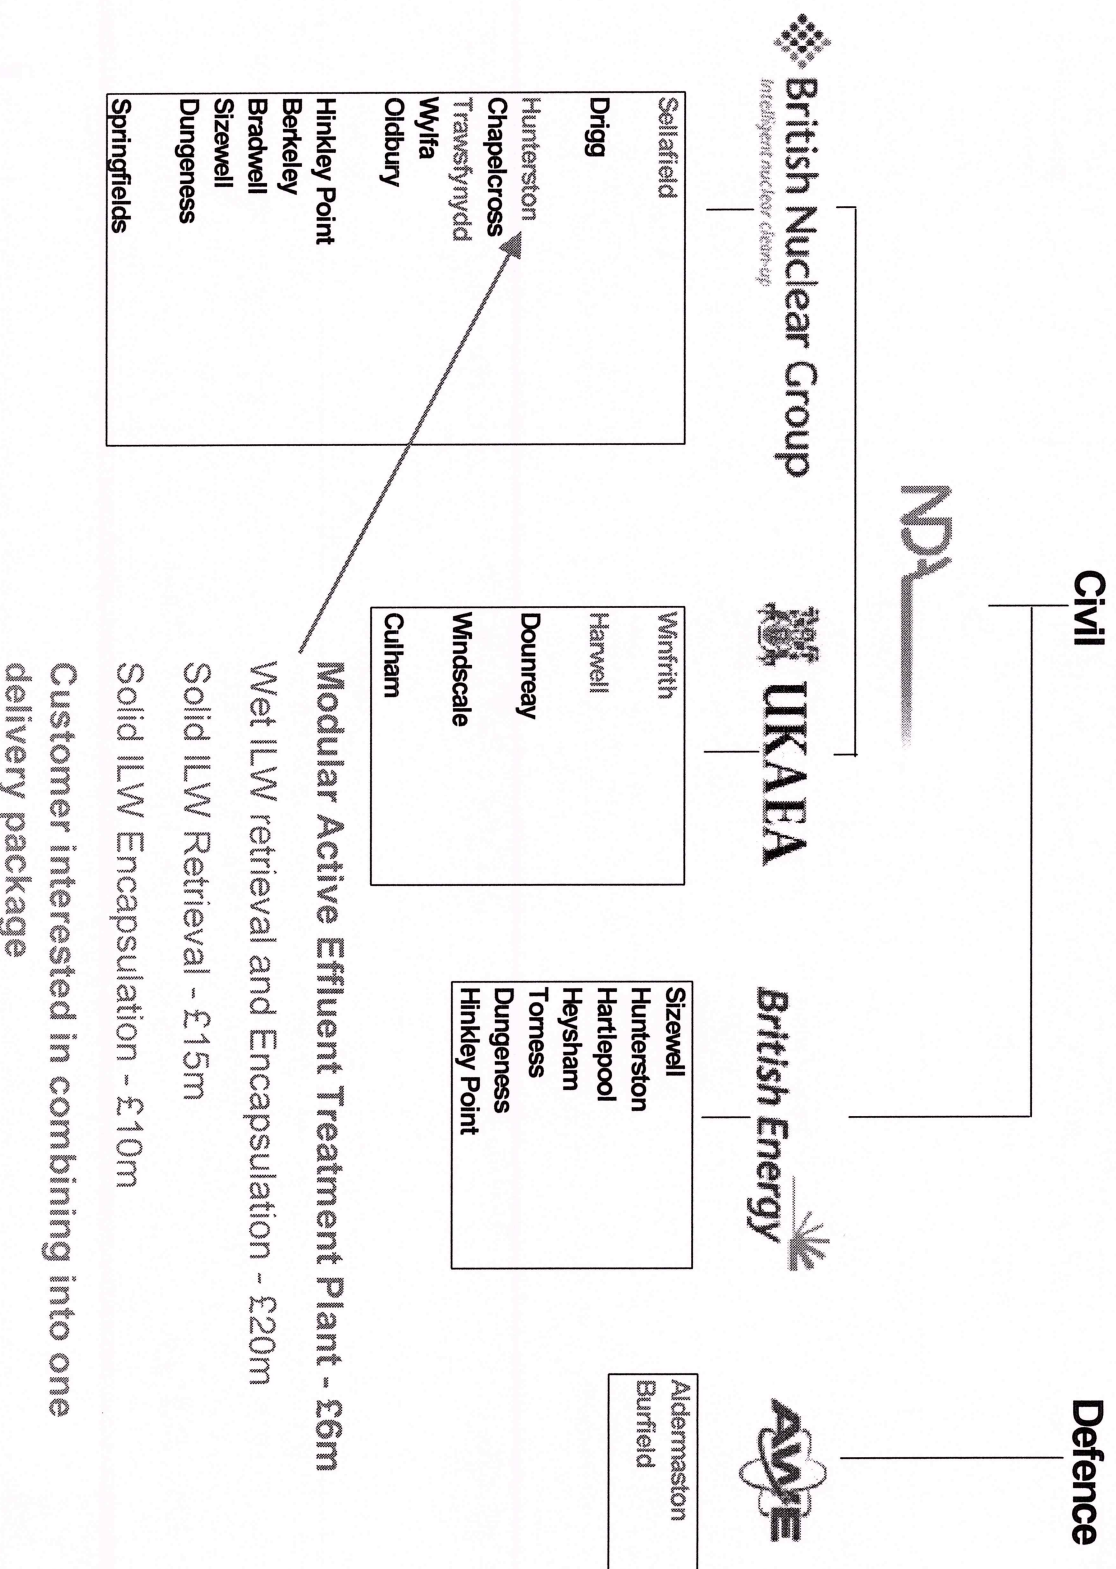 Civil
Defence
NDA
British Nuclear Group
Intelligent nuclear clean-up
UKAEA
British Energy
AWE
Sellafield
Drigg
Hunterston
Chapelcross
Trawsfynydd
Wylfa
Oldbury
Hinkley Point
Berkeley
Bradwell
Sizewell
Dungeness
Springfields
Winfrith
Harwell
Dounreay
Windscale
Culham
Sizewell
Hunterston
Hartlepool
Heysham
Torness
Dungeness
Hinkley Point
Aldermaston
Burfield
Modular Active Effluent Treatment Plant - £6m
Wet ILW retrieval and Encapsulation - £20m
Solid ILW Retrieval - £15m
Solid ILW Encapsulation - £10m
Customer interested in combining into one
delivery package